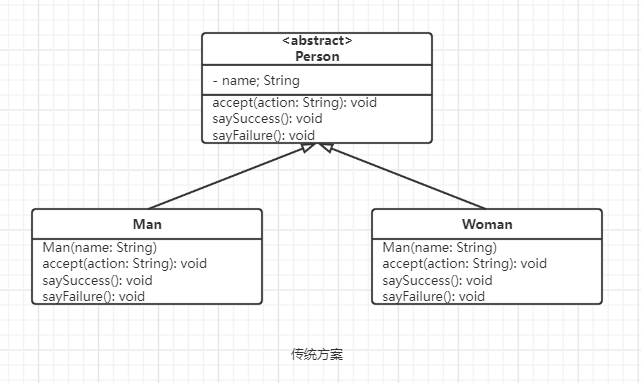 <abstract>
Person
- name; String
accept(action: String): void
saySuccess(): void
sayFailure(): void
Man
Man(name: String)
accept(action: String): void
saySuccess(): void
sayFailure(): void
Woman
Man(name: String)
accept(action: String): void
saySuccess(): void
sayFailure(): void
传统方案